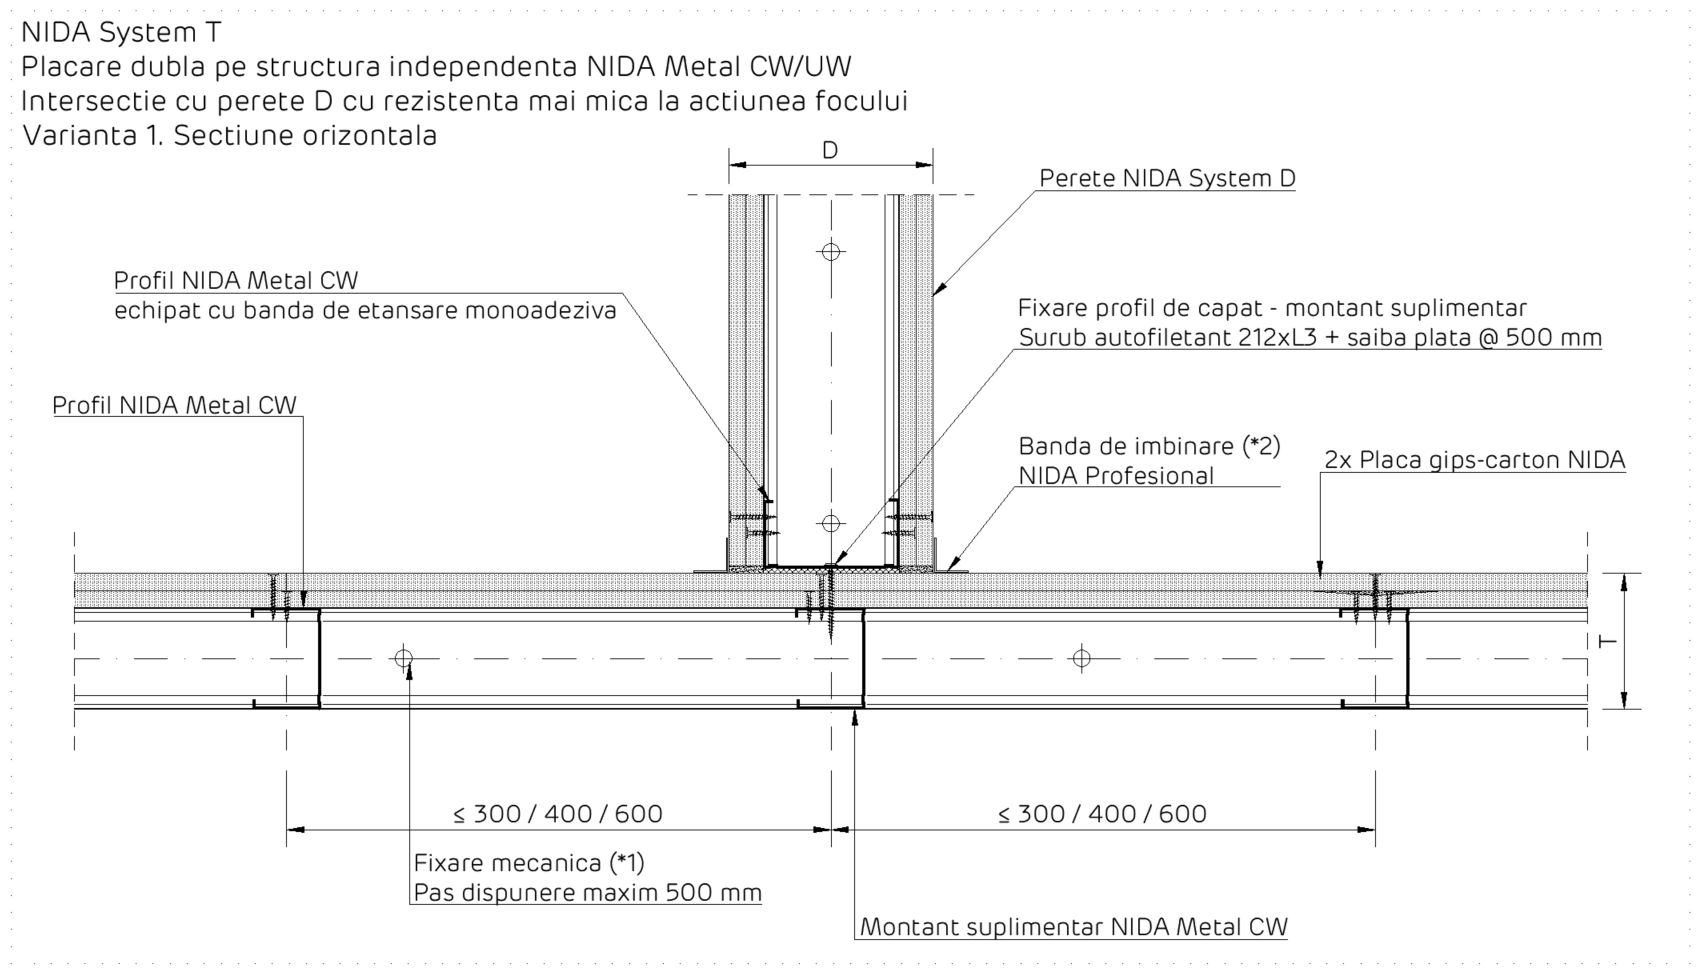 NIDA System T
Placare dubla pe structura independenta NIDA Metal CW/UW
Intersectie cu perete D cu rezistenta mai mica la actiunea focului
Varianta 1. Sectiune orizontala
D
Perete NIDA System D
Profil NIDA Metal CW
echipat cu banda de etansare monoadeziva
Fixare profil de capat - montant suplimentar
Surub autofiletant 212xL3 + saiba plata @ 500 mm
Profil NIDA Metal CW
Banda de imbinare (*2)
NIDA Profesional
2x Placa gips-carton NIDA
T
≤ 300 / 400 / 600
≤ 300 / 400 / 600
Fixare mecanica (*1)
Pas dispunere maxim 500 mm
Montant suplimentar NIDA Metal CW